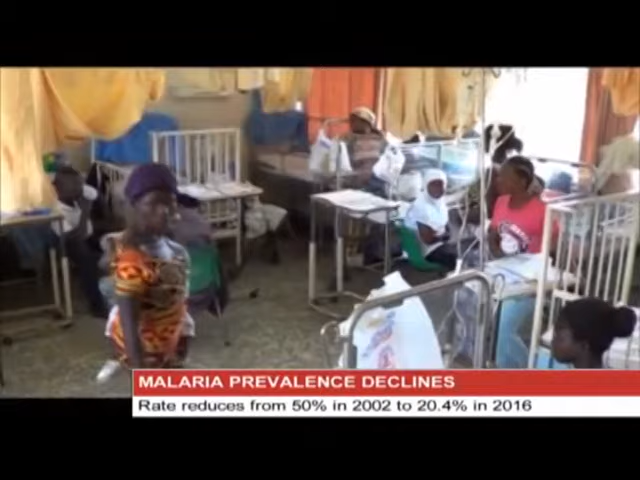 MALARIA PREVALENCE DECLINES
Rate reduces from 50% in 2002 to 20.4% in 2016